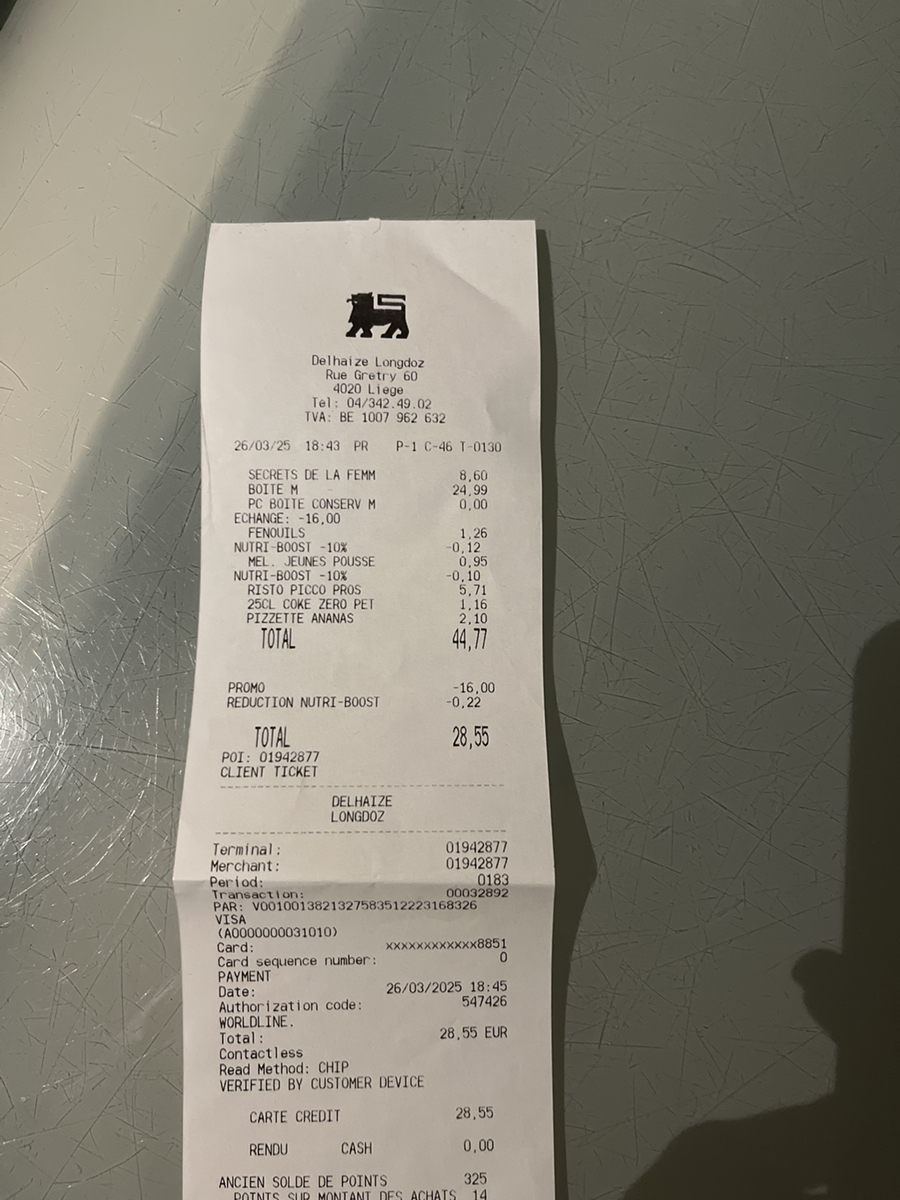 Delhaize Longdoz
Rue Gretry 60
4020 Liege
Tel: 04/342.49.02
TVA: BE 1007 962 632
26/03/25 18:43 PR P-1 C-46 T-0130
SECRETS DE LA FEMM 8,60
BOITE M 24,99
PC BOITE CONSERV M 0,00
ECHANGE: -16,00
FENOUILS 1,26
NUTRI-BOOST -10% -0,12
MEL. JEUNES POUSSE 0,95
NUTRI-BOOST -10% -0,10
RISTO PICCO PROS 5,71
25CL COKE ZERO PET 1,16
PIZZETTE ANANAS 2,10
TOTAL 44,77
PROMO -16,00
REDUCTION NUTRI-BOOST -0,22
TOTAL 28,55
POI: 01942877
CLIENT TICKET
DELHAIZE
LONGDOZ
Terminal: 01942877
Merchant: 01942877
Period: 0183
Transaction: 00032892
PAR: V0010013821327583512223168326
VISA
(A0000000031010)
Card: xxxxxxxxxxxx8851
Card sequence number: 0
PAYMENT
Date: 26/03/2025 18:45
Authorization code: 547426
WORLDLINE.
Total: 28,55 EUR
Contactless
Read Method: CHIP
VERIFIED BY CUSTOMER DEVICE
CARTE CREDIT 28,55
RENDU CASH 0,00
ANCIEN SOLDE DE POINTS 325
POINTS SUR MONTANT DES ACHATS 14